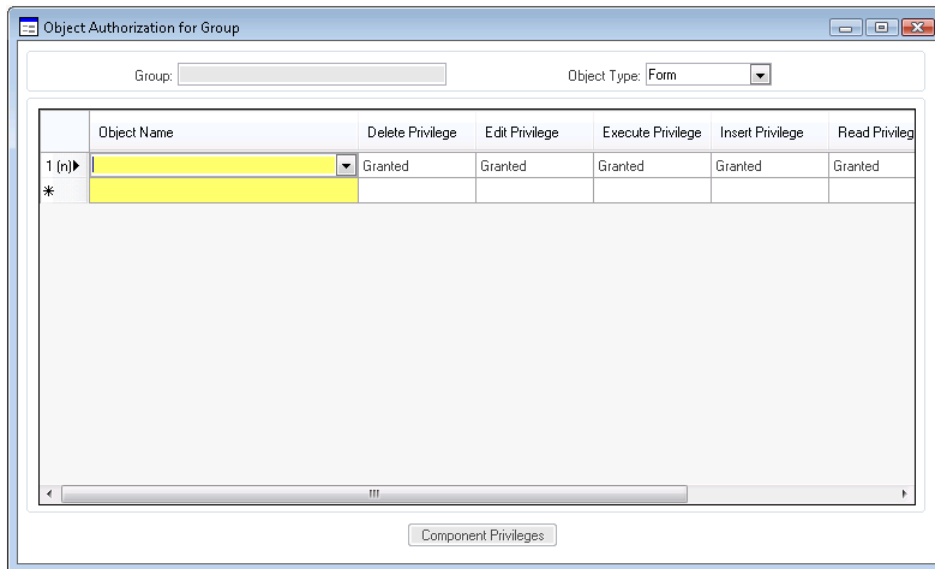 Object Authorization for Group
Group:
Object Type: Form
Object Name Delete Privilege Edit Privilege Execute Privilege Insert Privilege Read Privileg
1 (n) Granted Granted Granted Granted Granted
*
Component Privileges